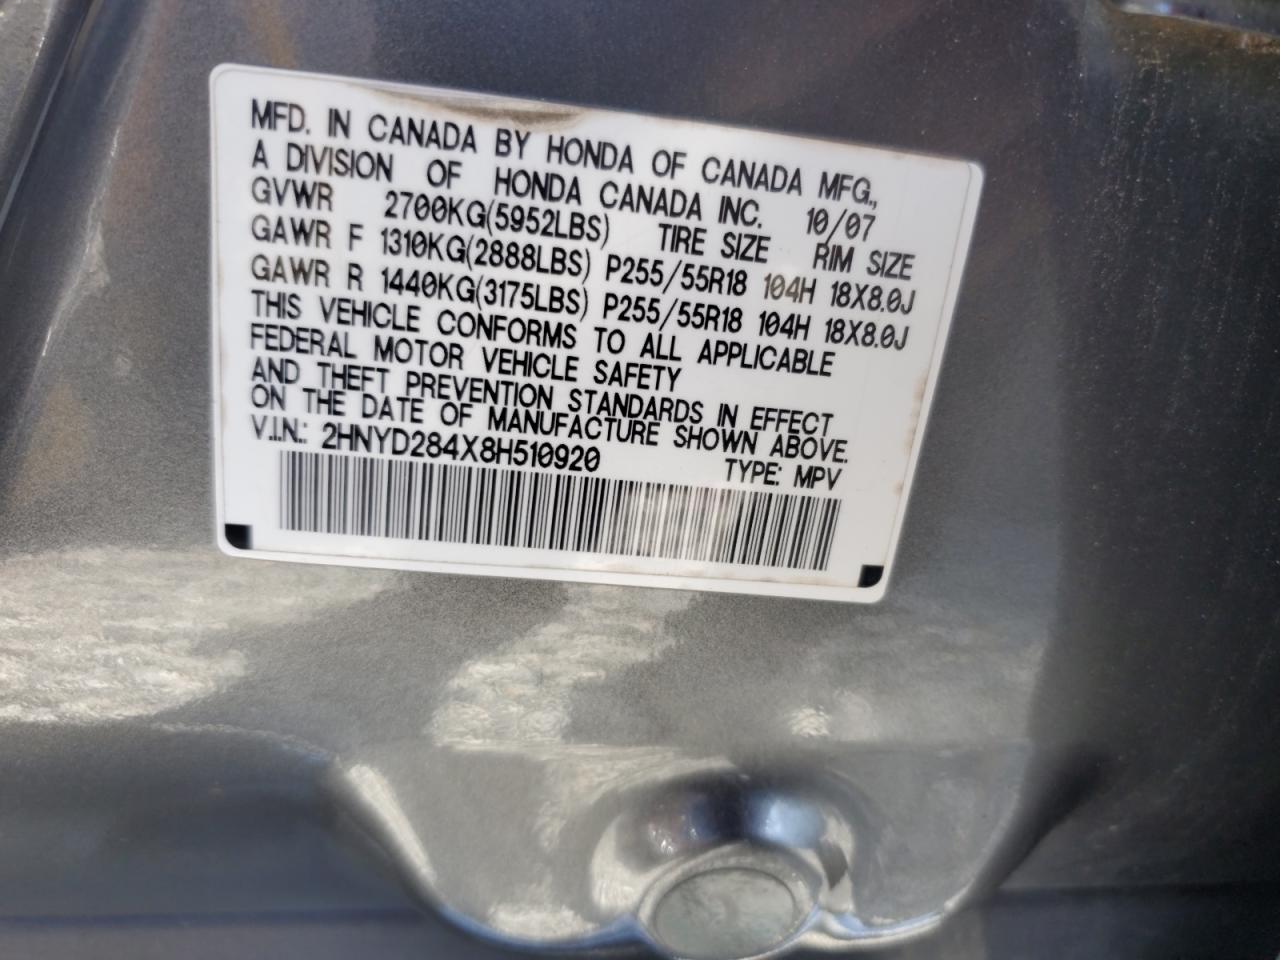 MFD. IN CANADA BY HONDA OF CANADA MFG.,
A DIVISION OF HONDA CANADA INC. 10/07
GVWR 2700KG(5952LBS) TIRE SIZE RIM SIZE
GAWR F 1310KG(2888LBS) P255/55R18 104H 18X8.0J
GAWR R 1440KG(3175LBS) P255/55R18 104H 18X8.0J
THIS VEHICLE CONFORMS TO ALL APPLICABLE
FEDERAL MOTOR VEHICLE SAFETY
AND THEFT PREVENTION STANDARDS IN EFFECT
ON THE DATE OF MANUFACTURE SHOWN ABOVE.
V.I.N.: 2HNYD284X8H510920 TYPE: MPV